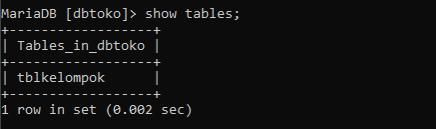 MariaDB [dbtoko]> show tables;
+------------------+
| Tables_in_dbtoko |
+------------------+
| tblkelompok      |
+------------------+
1 row in set (0.002 sec)